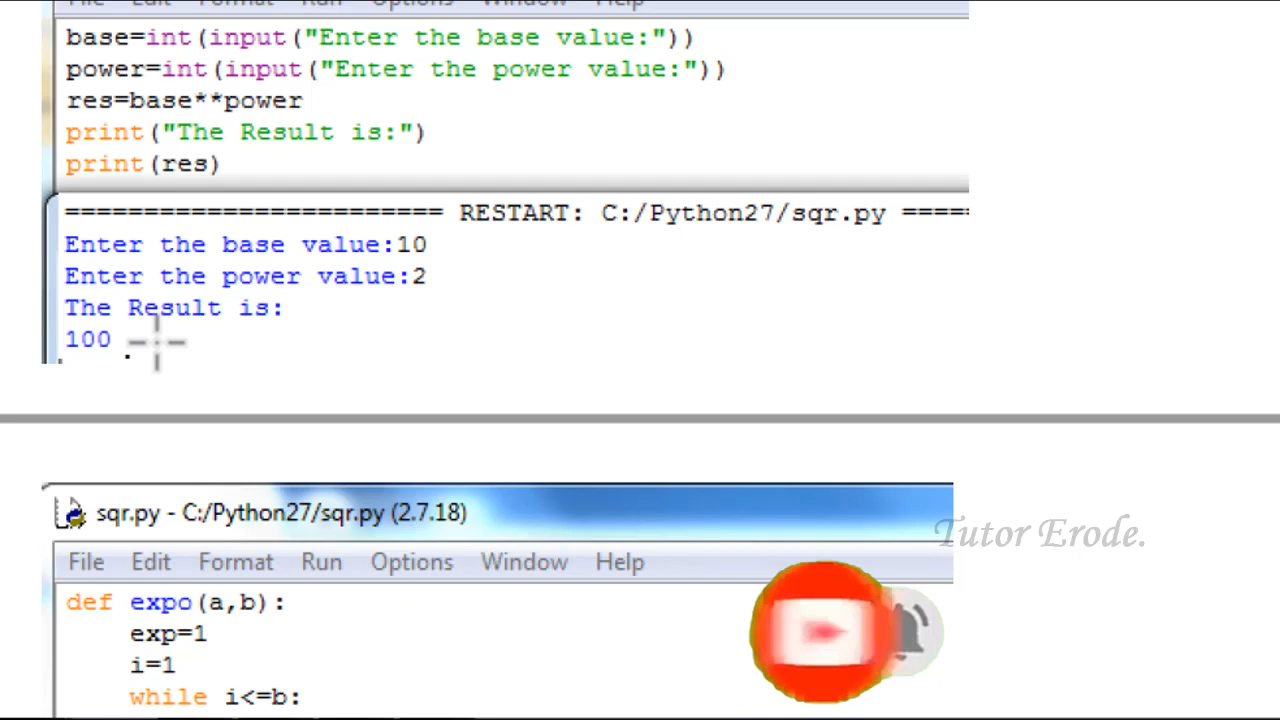 File Edit Format Run Options Window Help
base=int(input("Enter the base value:"))
power=int(input("Enter the power value:"))
res=base**power
print("The Result is:")
print(res)
======================== RESTART: C:/Python27/sqr.py =====
Enter the base value:10
Enter the power value:2
The Result is:
100
sqr.py - C:/Python27/sqr.py (2.7.18)
Tutor Erode.
File Edit Format Run Options Window Help
def expo(a,b):
exp=1
i=1
while i<=b: